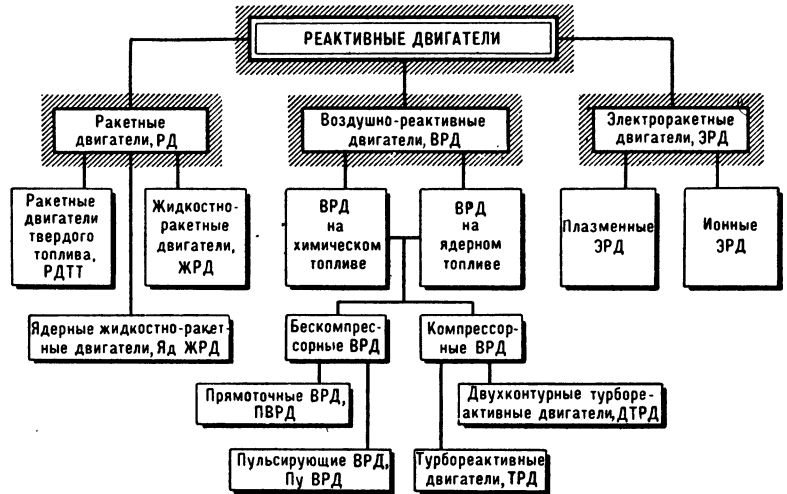 РЕАКТИВНЫЕ ДВИГАТЕЛИ
Ракетные
двигатели, РД
Воздушно-реактивные
двигатели, ВРД
Электроракетные
двигатели, ЭРД
Ракетные
двигатели
твердого
топлива,
РДТТ
Жидкостно-
ракетные
двигатели,
ЖРД
ВРД
на
химическом
топливе
ВРД
на
ядерном
топливе
Плазменные
ЭРД
Ионные
ЭРД
Ядерные жидкостно-ракет-
ные двигатели, Яд ЖРД
Бескомпрес-
сорные ВРД
Компрессор-
ные ВРД
Прямоточные ВРД,
ПВРД
Двухконтурные турборе-
активные двигатели, ДТРД
Пульсирующие ВРД,
Пу ВРД
Турбореактивные
двигатели, ТРД